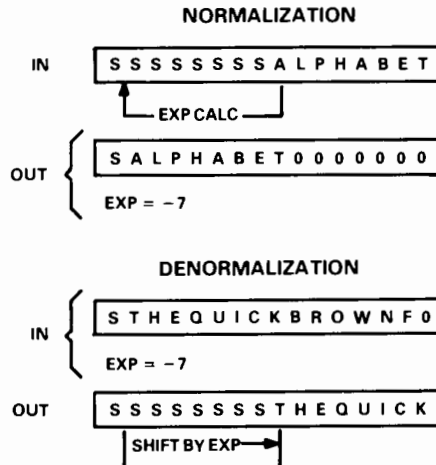 NORMALIZATION
IN S S S S S S S S A L P H A B E T
EXP CALC
OUT S A L P H A B E T 0 0 0 0 0 0 0
EXP = −7
DENORMALIZATION
IN S T H E Q U I C K B R O W N F 0
EXP = −7
OUT S S S S S S S S T H E Q U I C K
SHIFT BY EXP